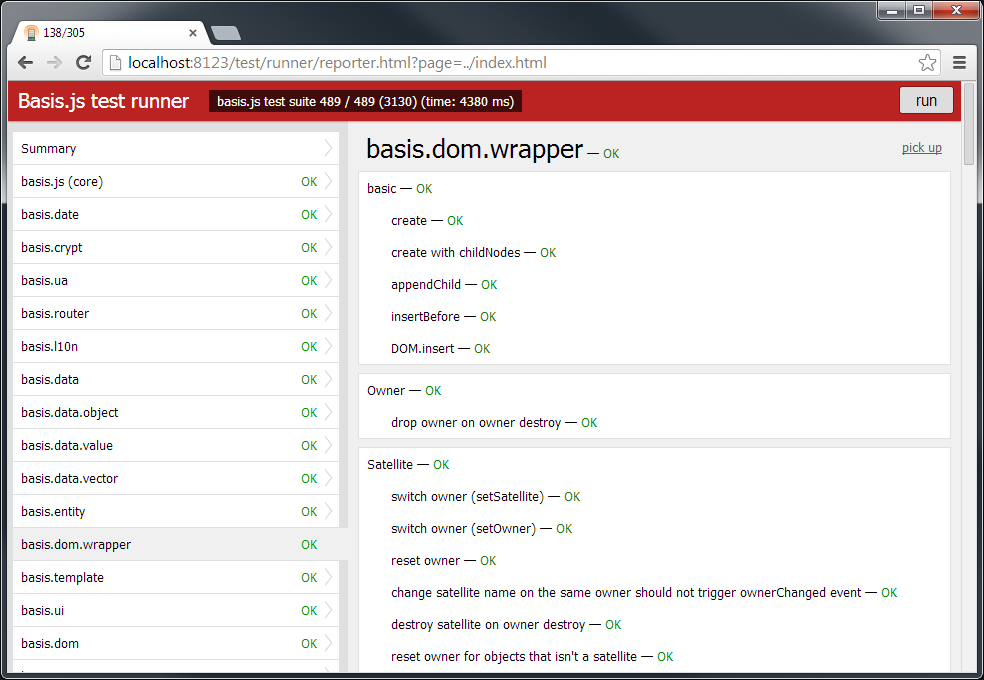 138/305
localhost:8123/test/runner/reporter.html?page=../index.html
Basis.js test runner
basis.js test suite 489 / 489 (3130) (time: 4380 ms)
run
Summary
basis.js (core) OK
basis.date OK
basis.crypt OK
basis.ua OK
basis.router OK
basis.l10n OK
basis.data OK
basis.data.object OK
basis.data.value OK
basis.data.vector OK
basis.entity OK
basis.dom.wrapper OK
basis.template OK
basis.ui OK
basis.dom OK
basis.dom.wrapper — OK
pick up
basic — OK
create — OK
create with childNodes — OK
appendChild — OK
insertBefore — OK
DOM.insert — OK
Owner — OK
drop owner on owner destroy — OK
Satellite — OK
switch owner (setSatellite) — OK
switch owner (setOwner) — OK
reset owner — OK
change satellite name on the same owner should not trigger ownerChanged event — OK
destroy satellite on owner destroy — OK
reset owner for objects that isn't a satellite — OK